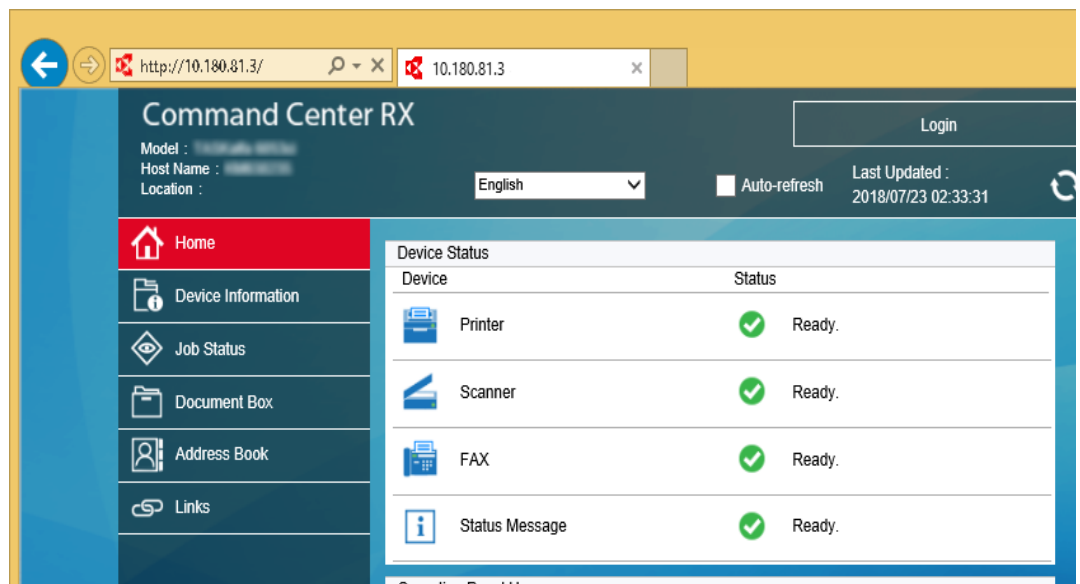 http://10.180.81.3/
10.180.81.3
Command Center RX
Login
Model :
Host Name :
Location :
English
Auto-refresh
Last Updated :
2018/07/23 02:33:31
Home
Device Information
Job Status
Document Box
Address Book
Links
Device Status
Device Status
Printer Ready.
Scanner Ready.
FAX Ready.
Status Message Ready.